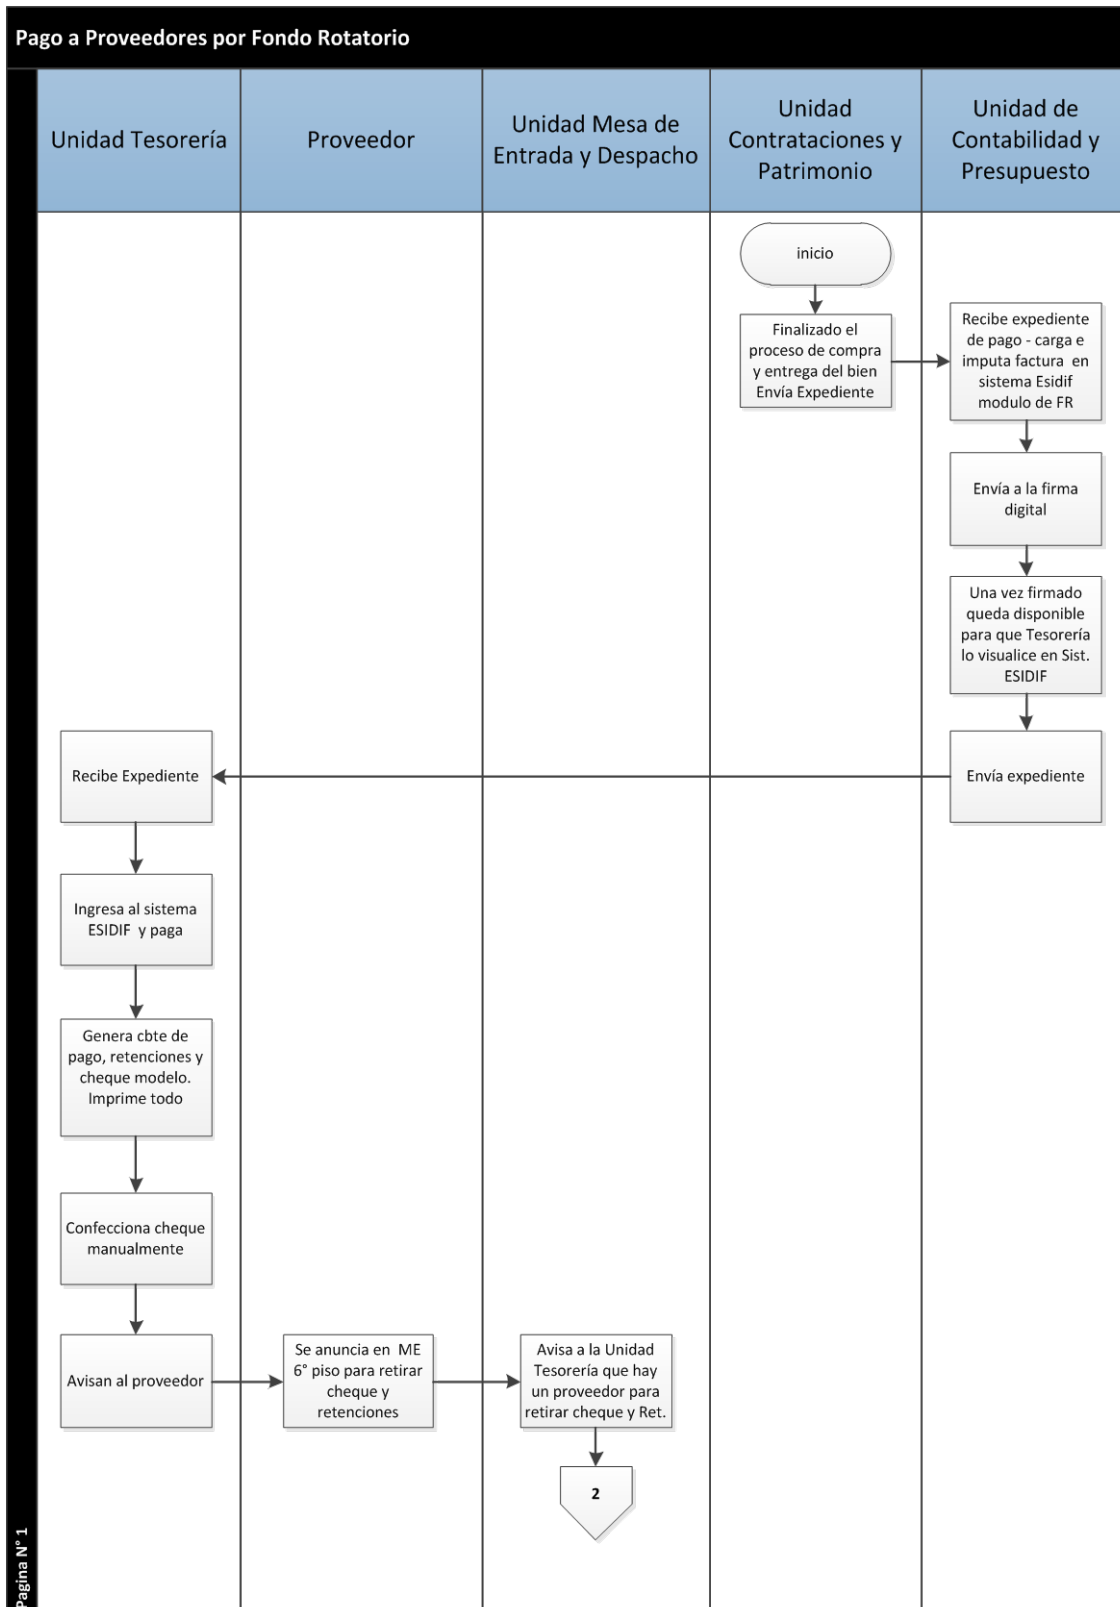 Pago a Proveedores por Fondo Rotatorio
Unidad Tesorería
Proveedor
Unidad Mesa de
Entrada y Despacho
Unidad
Contrataciones y
Patrimonio
Unidad de
Contabilidad y
Presupuesto
inicio
Finalizado el
proceso de compra
y entrega del bien
Envía Expediente
Recibe expediente
de pago - carga e
imputa factura en
sistema Esidif
modulo de FR
Envía a la firma
digital
Una vez firmado
queda disponible
para que Tesorería
lo visualice en Sist.
ESIDIF
Envía expediente
Recibe Expediente
Ingresa al sistema
ESIDIF y paga
Genera cbte de
pago, retenciones y
cheque modelo.
Imprime todo
Confecciona cheque
manualmente
Avisan al proveedor
Se anuncia en ME
6° piso para retirar
cheque y
retenciones
Avisa a la Unidad
Tesorería que hay
un proveedor para
retirar cheque y Ret.
2
Pagina N° 1